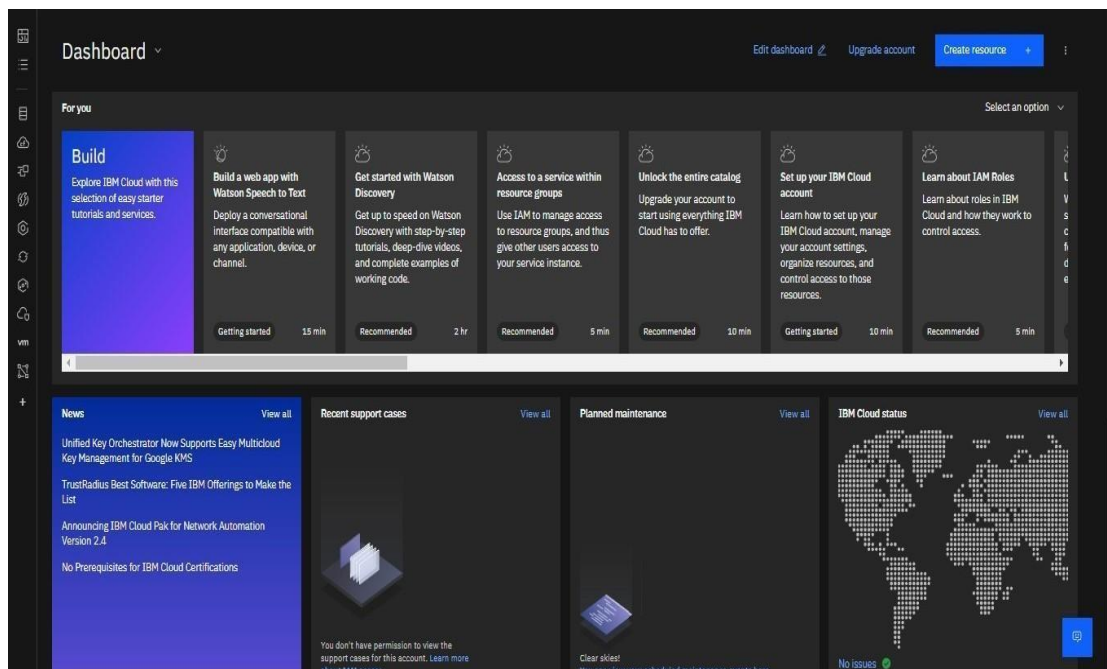 Dashboard
Edit dashboard
Upgrade account
Create resource +
For you
Select an option
Build
Explore IBM Cloud with this
selection of easy starter
tutorials and services.
Build a web app with
Watson Speech to Text
Deploy a conversational
interface compatible with
any application, device, or
channel.
Getting started 15 min
Get started with Watson
Discovery
Get up to speed on Watson
Discovery with step-by-step
tutorials, deep-dive videos,
and complete examples of
working code.
Recommended 2 hr
Access to a service within
resource groups
Use IAM to manage access
to resource groups, and thus
give other users access to
your service instance.
Recommended 5 min
Unlock the entire catalog
Upgrade your account to
start using everything IBM
Cloud has to offer.
Recommended 10 min
Set up your IBM Cloud
account
Learn how to set up your
IBM Cloud account, manage
your account settings,
organize resources, and
control access to those
resources.
Getting started 10 min
Learn about IAM Roles
Learn about roles in IBM
Cloud and how they work to
control access.
Recommended 5 min
vm
News View all
Unified Key Orchestrator Now Supports Easy Multicloud
Key Management for Google KMS
TrustRadius Best Software: Five IBM Offerings to Make the
List
Announcing IBM Cloud Pak for Network Automation
Version 2.4
No Prerequisites for IBM Cloud Certifications
Recent support cases View all
You don't have permission to view the
support cases for this account. Learn more
Planned maintenance View all
Clear skies!
IBM Cloud status View all
No issues